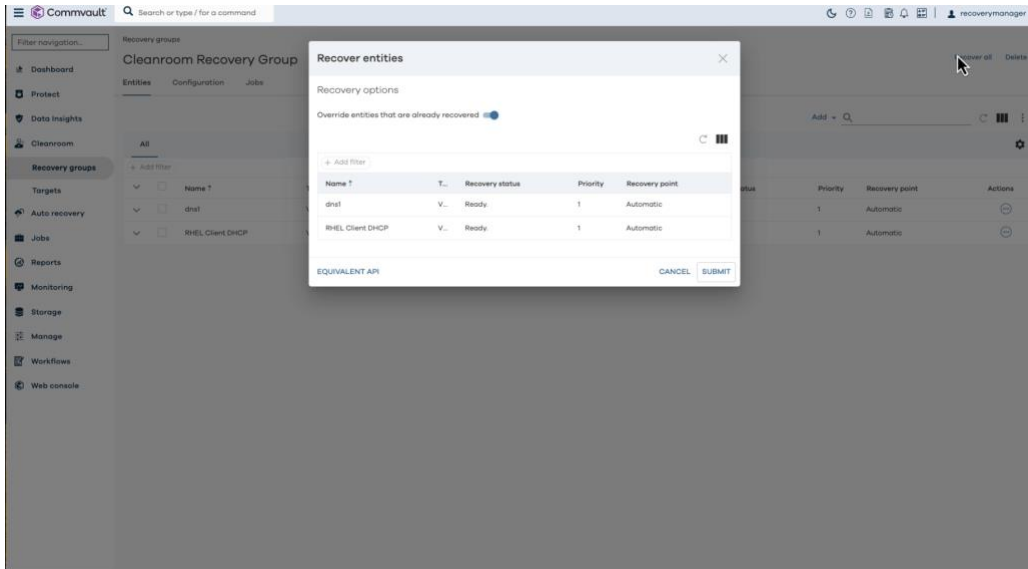 Commvault
Search or type / for a command
recoverymanager
Filter navigation...
Dashboard
Protect
Data Insights
Cleanroom
Recovery groups
Targets
Auto recovery
Jobs
Reports
Monitoring
Storage
Manage
Workflows
Web console
Recovery groups
Cleanroom Recovery Group
Recover all Delete
Entities Configuration Jobs
Add
All
+ Add filter
Name ↑ Priority Recovery point Actions
dns1 1 Automatic
RHEL Client DHCP 1 Automatic
Recover entities
Recovery options
Override entities that are already recovered
+ Add filter
Name ↑ T... Recovery status Priority Recovery point
dns1 V... Ready 1 Automatic
RHEL Client DHCP V... Ready 1 Automatic
EQUIVALENT API CANCEL SUBMIT